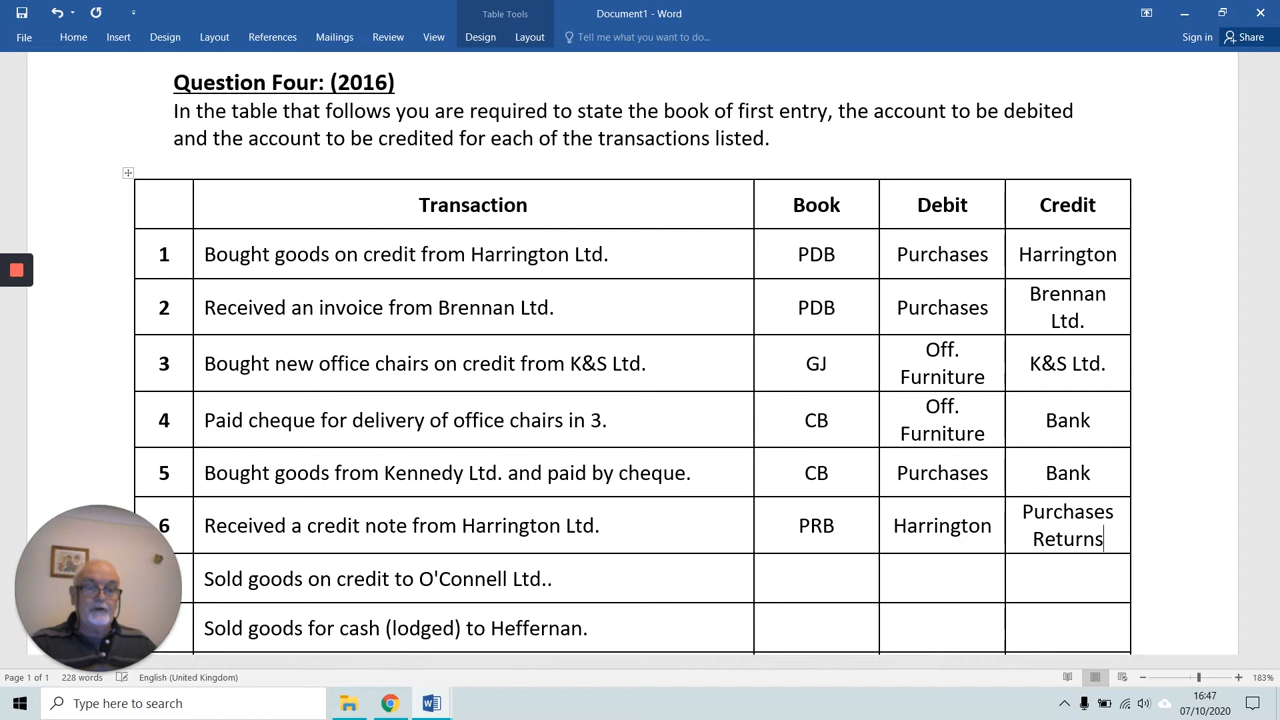 Table Tools
Document1 - Word
File Home Insert Design Layout References Mailings Review View Design Layout Tell me what you want to do... Sign in Share
Question Four: (2016)
In the table that follows you are required to state the book of first entry, the account to be debited
and the account to be credited for each of the transactions listed.
Transaction Book Debit Credit
1 Bought goods on credit from Harrington Ltd. PDB Purchases Harrington
2 Received an invoice from Brennan Ltd. PDB Purchases Brennan
Ltd.
3 Bought new office chairs on credit from K&S Ltd. GJ Off.
Furniture K&S Ltd.
4 Paid cheque for delivery of office chairs in 3. CB Off.
Furniture Bank
5 Bought goods from Kennedy Ltd. and paid by cheque. CB Purchases Bank
6 Received a credit note from Harrington Ltd. PRB Harrington Purchases
Returns
Sold goods on credit to O'Connell Ltd..
Sold goods for cash (lodged) to Heffernan.
Page 1 of 1 228 words English (United Kingdom) 183%
Type here to search
16:47
07/10/2020